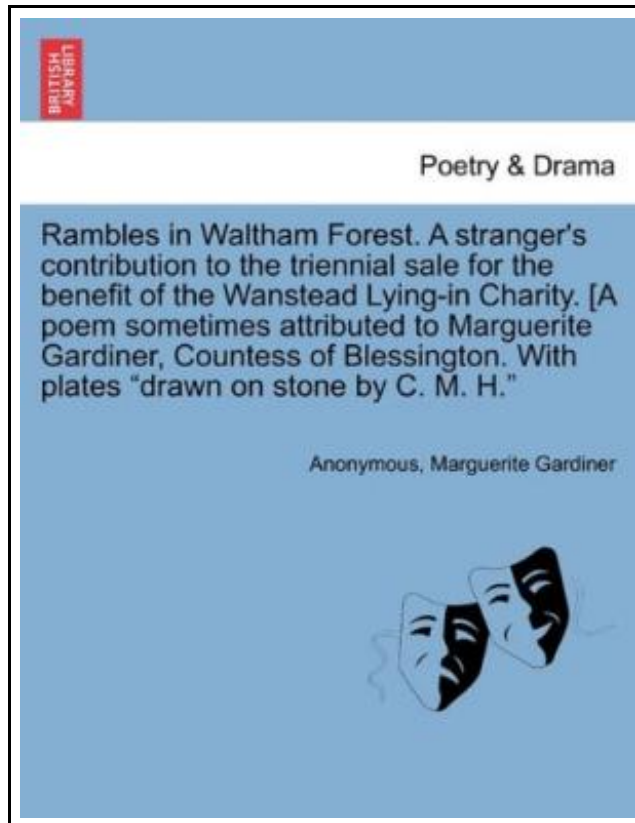 BRITISH
LIBRARY
Poetry & Drama
Rambles in Waltham Forest. A stranger's
contribution to the triennial sale for the
benefit of the Wanstead Lying-in Charity. [A
poem sometimes attributed to Marguerite
Gardiner, Countess of Blessington. With
plates “drawn on stone by C. M. H.”
Anonymous, Marguerite Gardiner